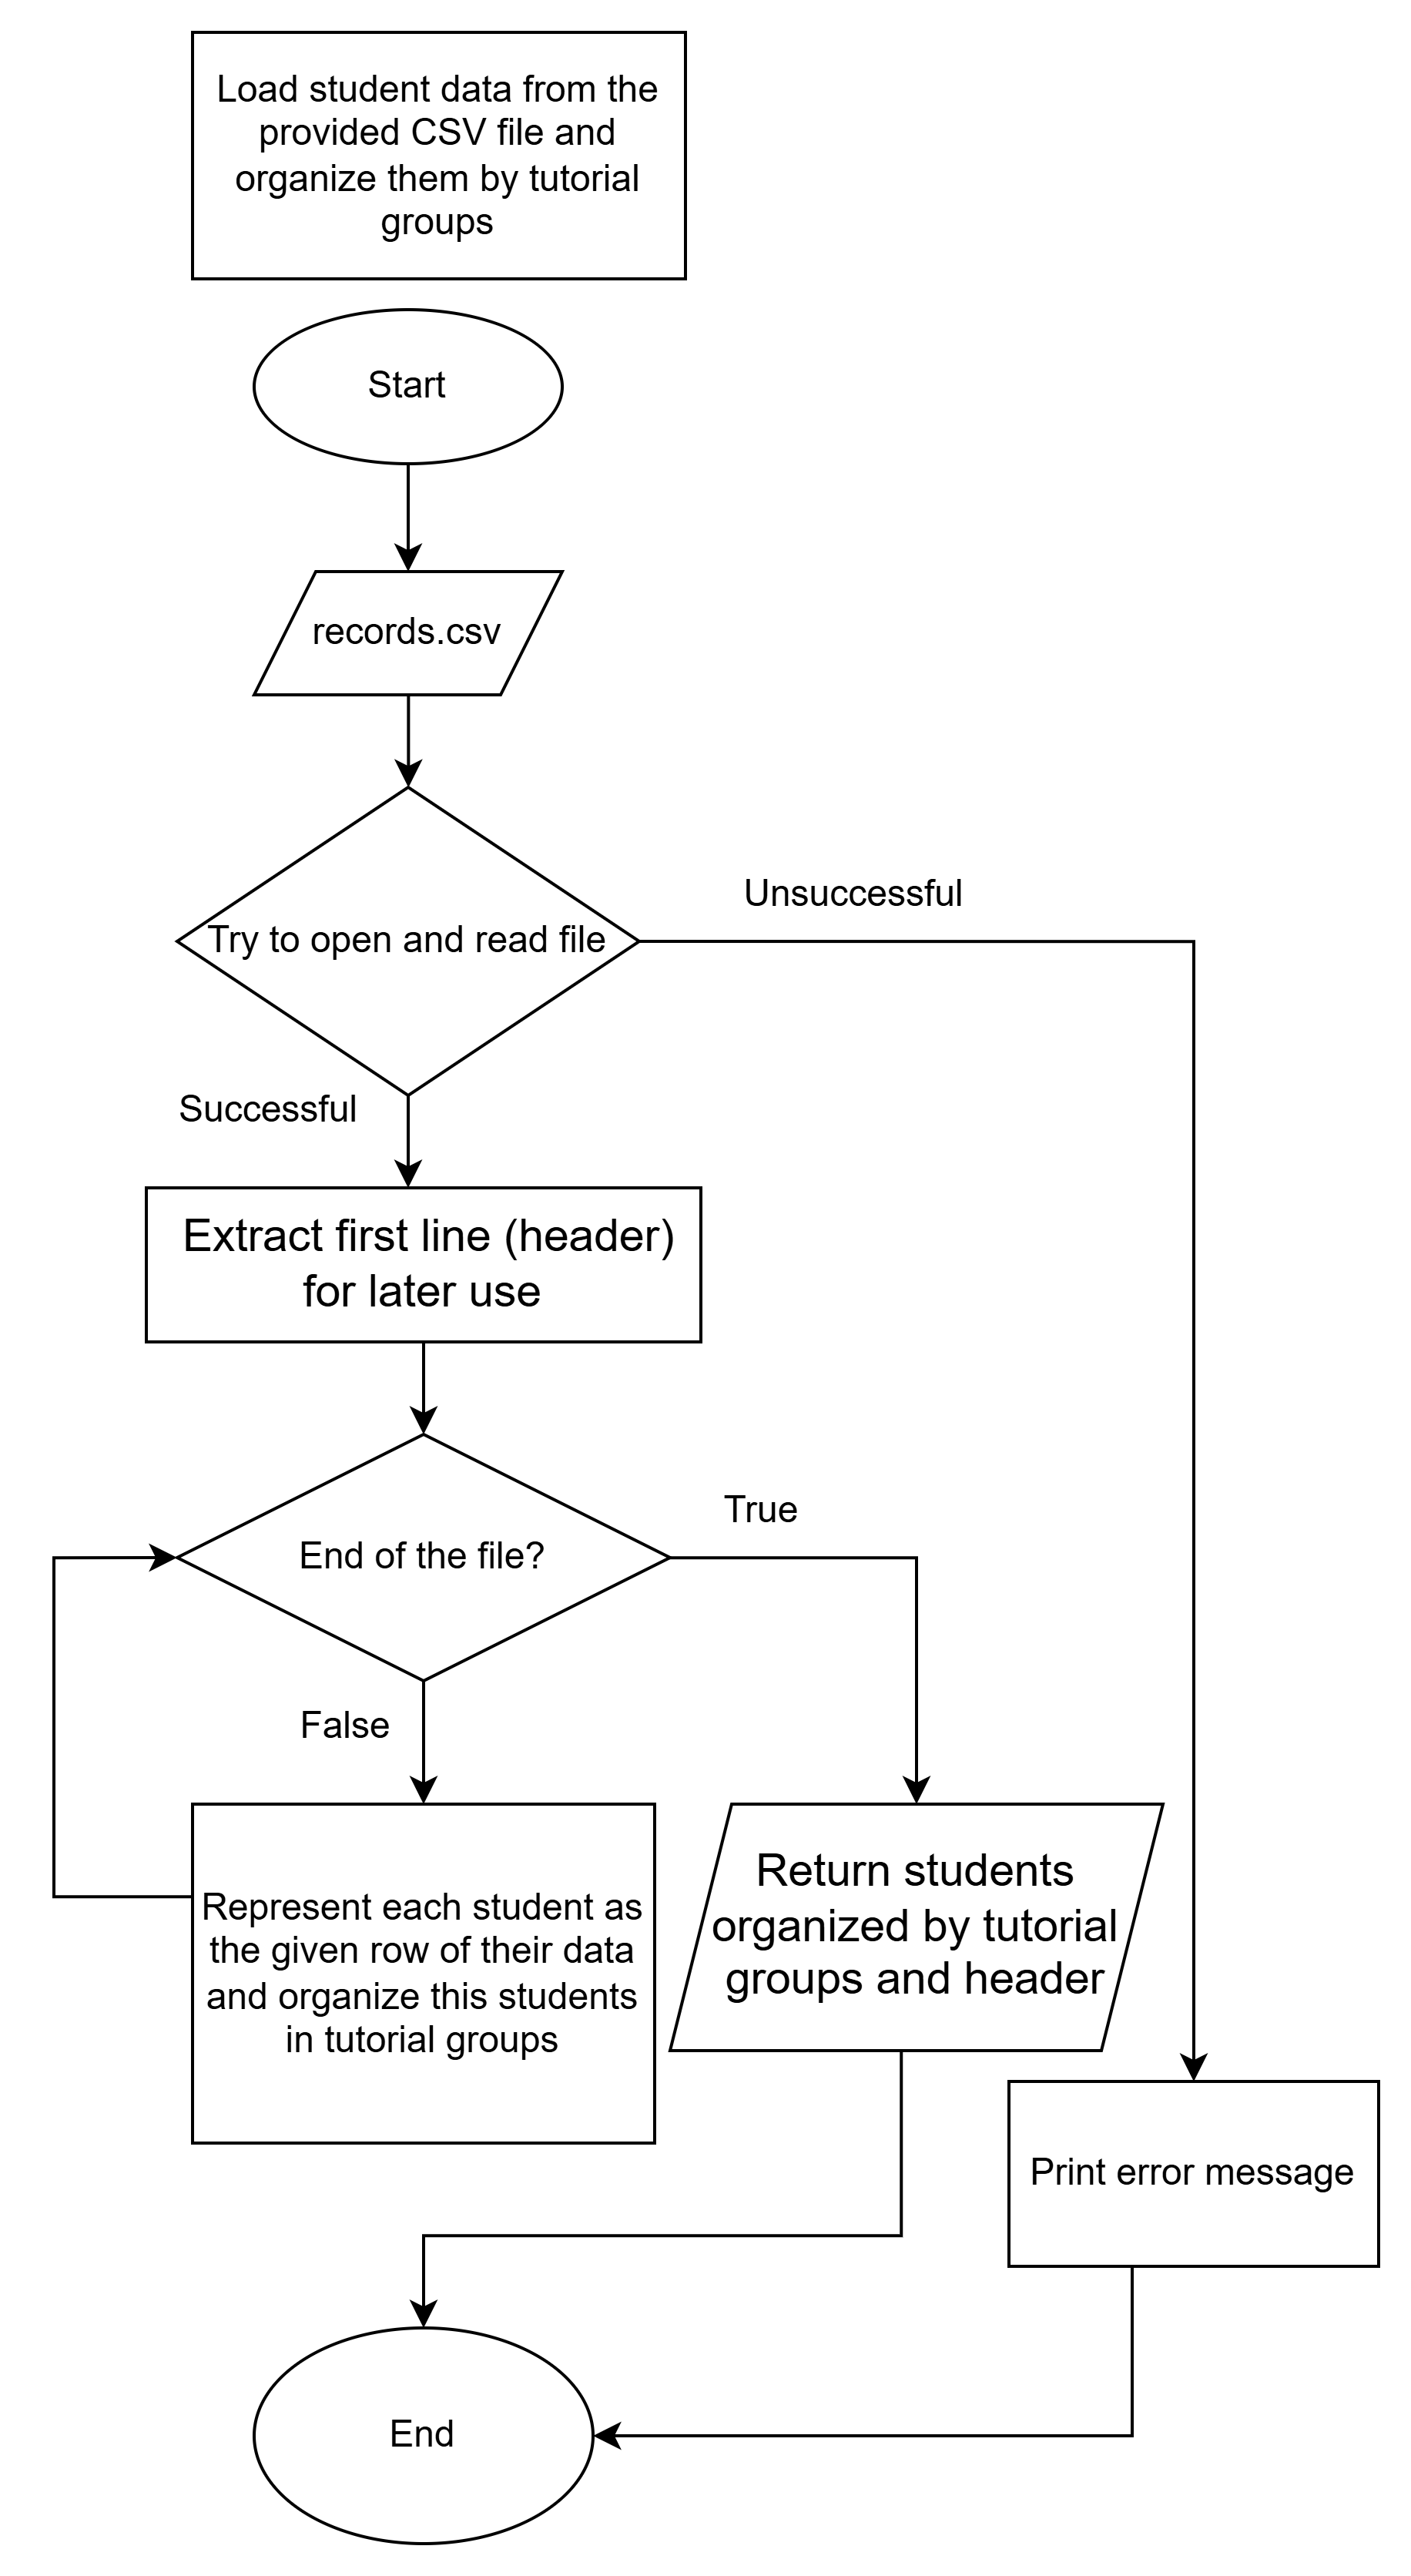 Load student data from the
provided CSV file and
organize them by tutorial
groups
Start
records.csv
Try to open and read file
Unsuccessful
Successful
Extract first line (header)
for later use
End of the file?
True
False
Represent each student as
the given row of their data
and organize this students
in tutorial groups
Return students
organized by tutorial
groups and header
Print error message
End